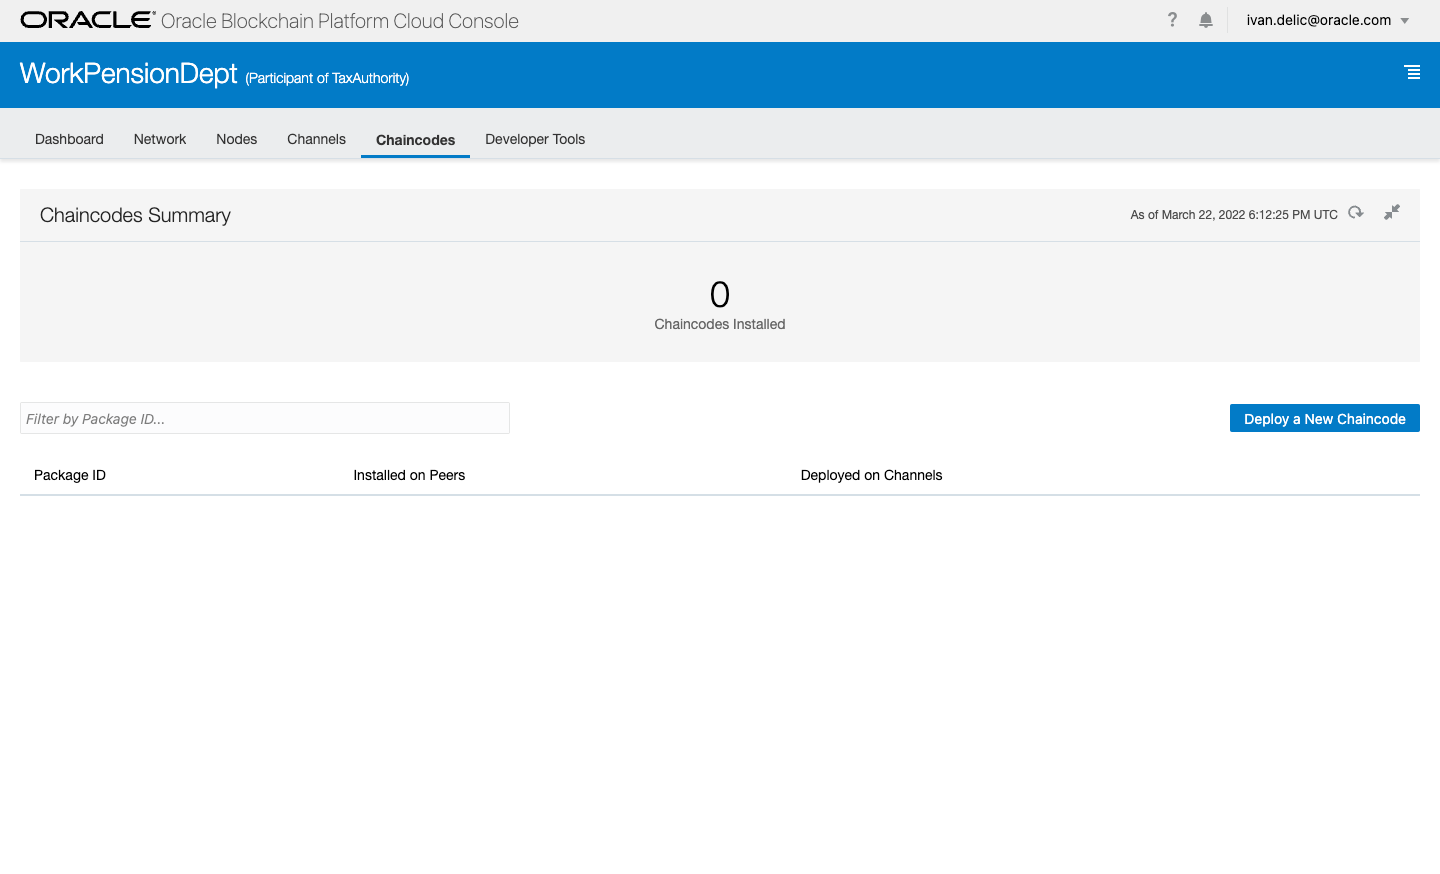 ORACLE® Oracle Blockchain Platform Cloud Console
? ivan.delic@oracle.com
WorkPensionDept (Participant of TaxAuthority)
Dashboard Network Nodes Channels Chaincodes Developer Tools
Chaincodes Summary
As of March 22, 2022 6:12:25 PM UTC
0
Chaincodes Installed
Filter by Package ID...
Deploy a New Chaincode
Package ID Installed on Peers Deployed on Channels